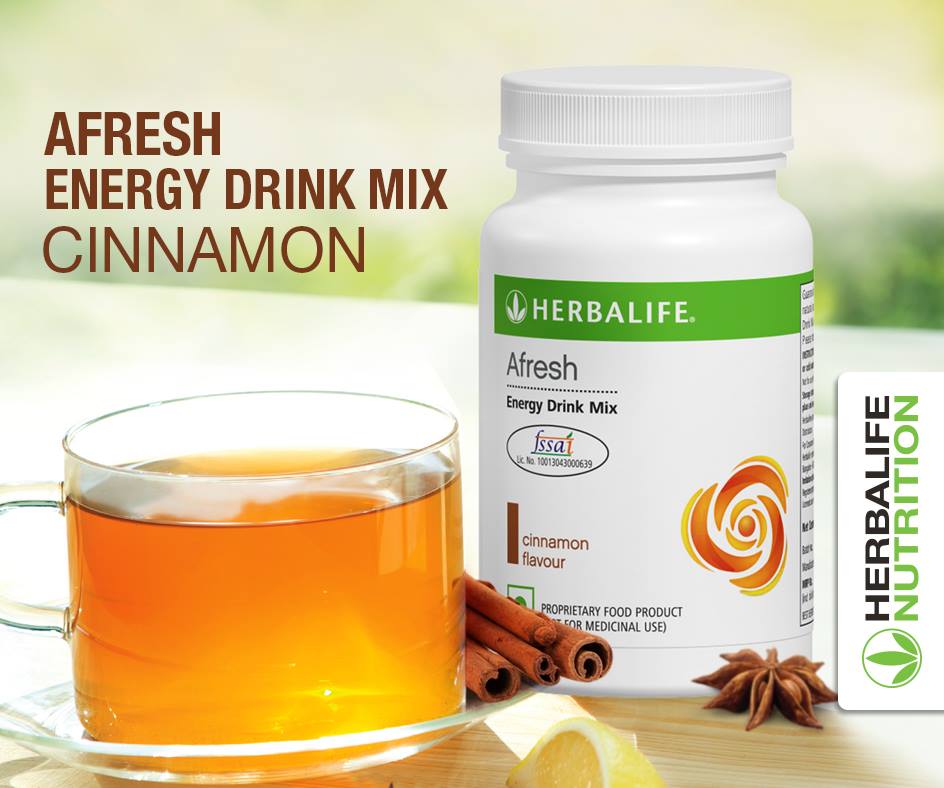 AFRESH
ENERGY DRINK MIX
CINNAMON
HERBALIFE®
Afresh
Energy Drink Mix
fssai
Lic. No. 10013043000639
cinnamon
flavour
PROPRIETARY FOOD PRODUCT
FOR MEDICINAL USE)
HERBALIFE
NUTRITION